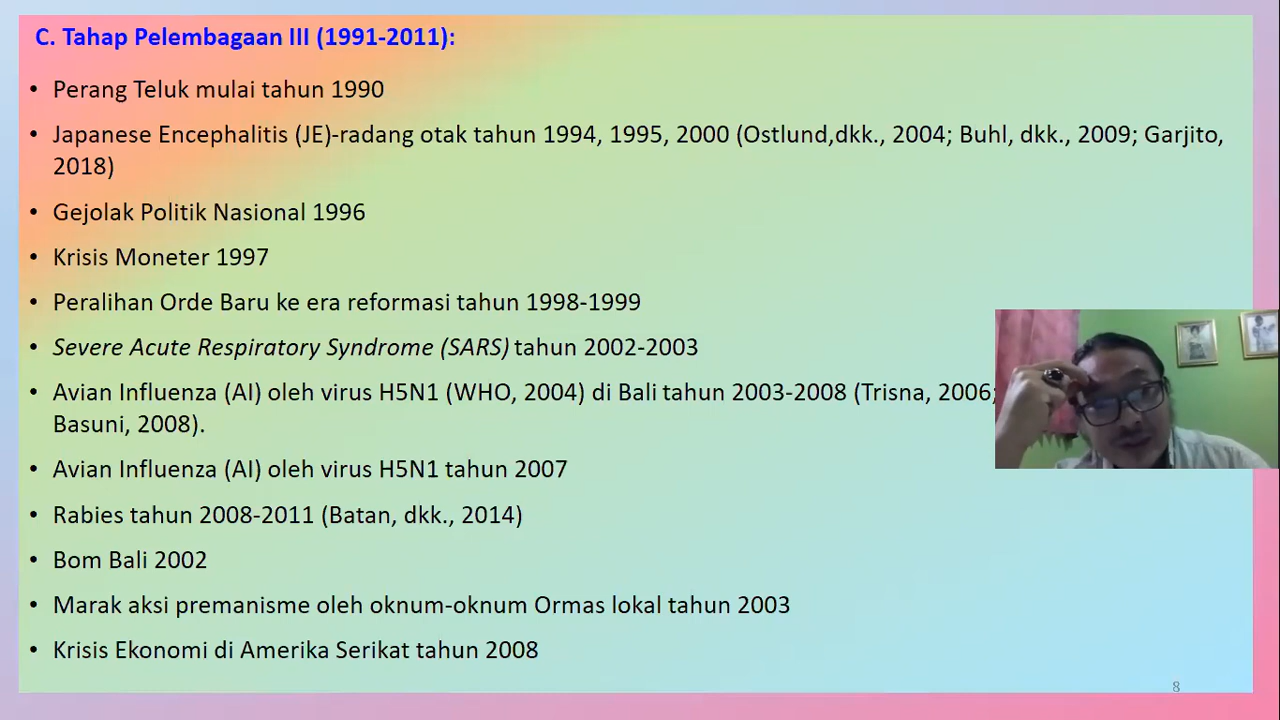 C. Tahap Pelembagaan III (1991-2011):
• Perang Teluk mulai tahun 1990
• Japanese Encephalitis (JE)-radang otak tahun 1994, 1995, 2000 (Ostlund,dkk., 2004; Buhl, dkk., 2009; Garjito,
2018)
• Gejolak Politik Nasional 1996
• Krisis Moneter 1997
• Peralihan Orde Baru ke era reformasi tahun 1998-1999
• Severe Acute Respiratory Syndrome (SARS) tahun 2002-2003
• Avian Influenza (AI) oleh virus H5N1 (WHO, 2004) di Bali tahun 2003-2008 (Trisna, 2006;
Basuni, 2008).
• Avian Influenza (AI) oleh virus H5N1 tahun 2007
• Rabies tahun 2008-2011 (Batan, dkk., 2014)
• Bom Bali 2002
• Marak aksi premanisme oleh oknum-oknum Ormas lokal tahun 2003
• Krisis Ekonomi di Amerika Serikat tahun 2008
8